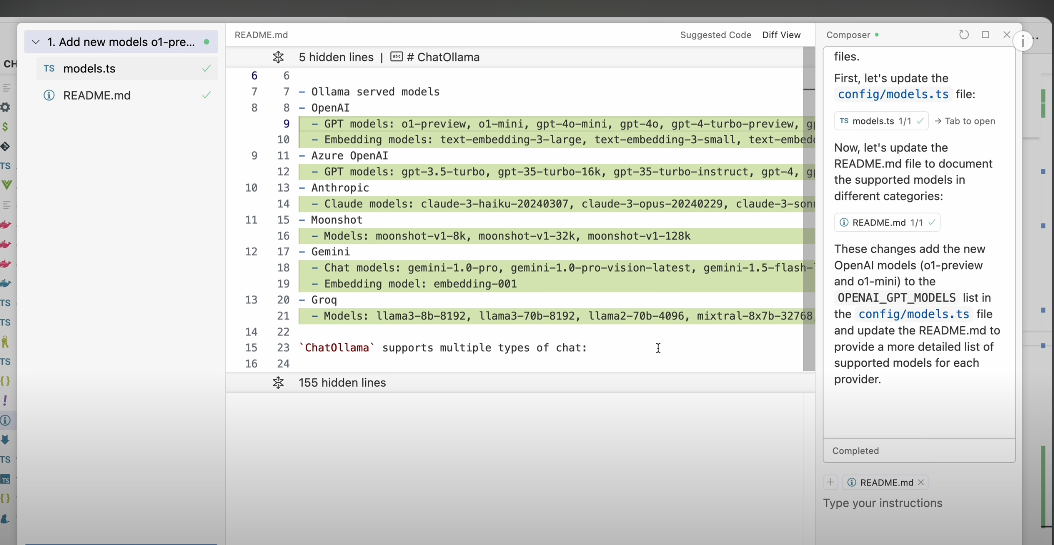 CH
TS
TS
TS
TS
TS
TS
1. Add new models o1-pre...
TS models.ts
README.md
README.md
Suggested Code Diff View
5 hidden lines | # ChatOllama
6 6
7 7 - Ollama served models
8 8 - OpenAI
9 - GPT models: o1-preview, o1-mini, gpt-4o-mini, gpt-4o, gpt-4-turbo-preview, g
10 - Embedding models: text-embedding-3-large, text-embedding-3-small, text-embed
9 11 - Azure OpenAI
12 - GPT models: gpt-3.5-turbo, gpt-35-turbo-16k, gpt-35-turbo-instruct, gpt-4, g
10 13 - Anthropic
14 - Claude models: claude-3-haiku-20240307, claude-3-opus-20240229, claude-3-son
11 15 - Moonshot
16 - Models: moonshot-v1-8k, moonshot-v1-32k, moonshot-v1-128k
12 17 - Gemini
18 - Chat models: gemini-1.0-pro, gemini-1.0-pro-vision-latest, gemini-1.5-flash-
19 - Embedding model: embedding-001
13 20 - Groq
21 - Models: llama3-8b-8192, llama3-70b-8192, llama2-70b-4096, mixtral-8x7b-32768
14 22
15 23 `ChatOllama` supports multiple types of chat:
16 24
155 hidden lines
Composer
files.
First, let's update the
config/models.ts file:
TS models.ts 1/1 → Tab to open
Now, let's update the
README.md file to document
the supported models in
different categories:
README.md 1/1
These changes add the new
OpenAI models (o1-preview
and o1-mini) to the
OPENAI_GPT_MODELS list in
the config/models.ts file
and update the README.md to
provide a more detailed list of
supported models for each
provider.
Completed
+ README.md ×
Type your instructions